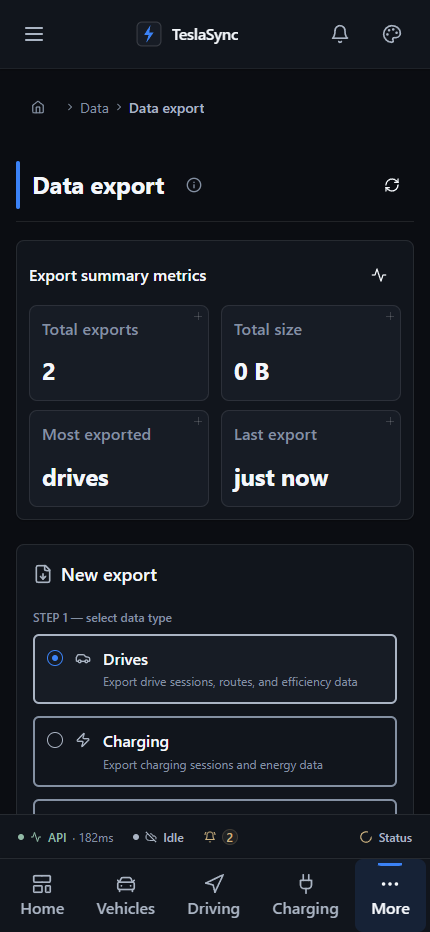 TeslaSync
Data
Data export
Data export
Export summary metrics
Total exports
Total size
2
0 B
Most exported
Last export
drives
just now
New export
STEP 1 — select data type
Drives
Export drive sessions, routes, and efficiency data
Charging
Export charging sessions and energy data
API · 182ms
Idle
2
Status
Home
Vehicles
Driving
Charging
More